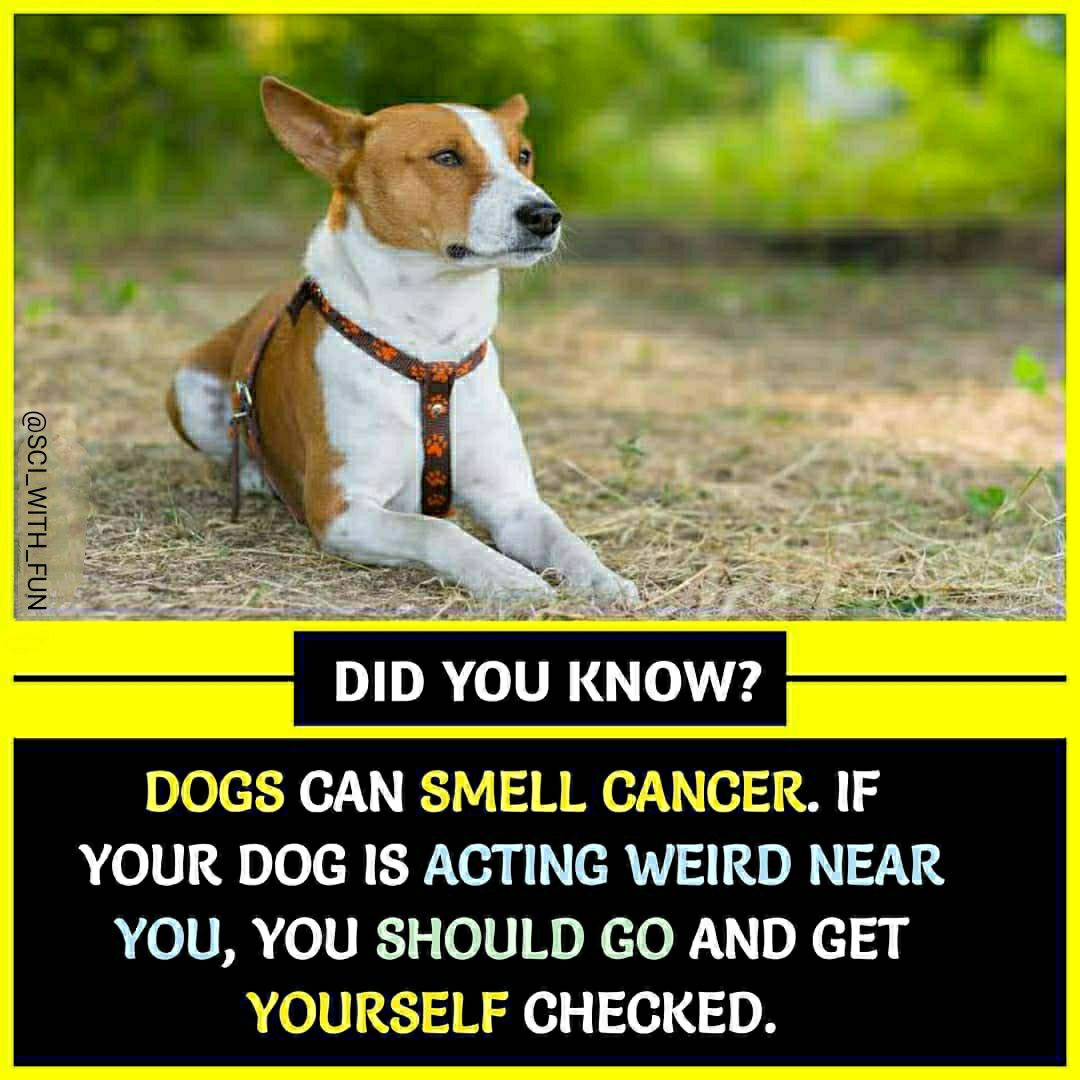 @SCI_WITH_FUN
DID YOU KNOW?
DOGS CAN SMELL CANCER. IF
YOUR DOG IS ACTING WEIRD NEAR
YOU, YOU SHOULD GO AND GET
YOURSELF CHECKED.